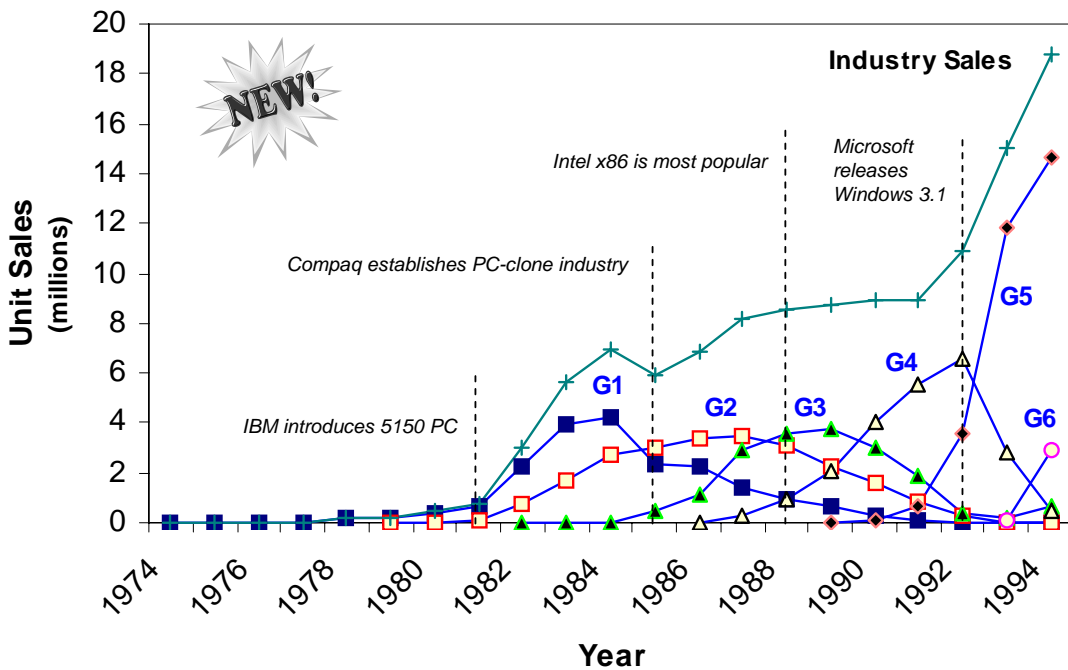 20
18
16
14
12
10
8
6
4
2
0
Unit Sales
(millions)
NEW!
Industry Sales
Intel x86 is most popular
Microsoft
releases
Windows 3.1
Compaq establishes PC-clone industry
IBM introduces 5150 PC
G1
G2
G3
G4
G5
G6
1974
1976
1978
1980
1982
1984
1986
1988
1990
1992
1994
Year